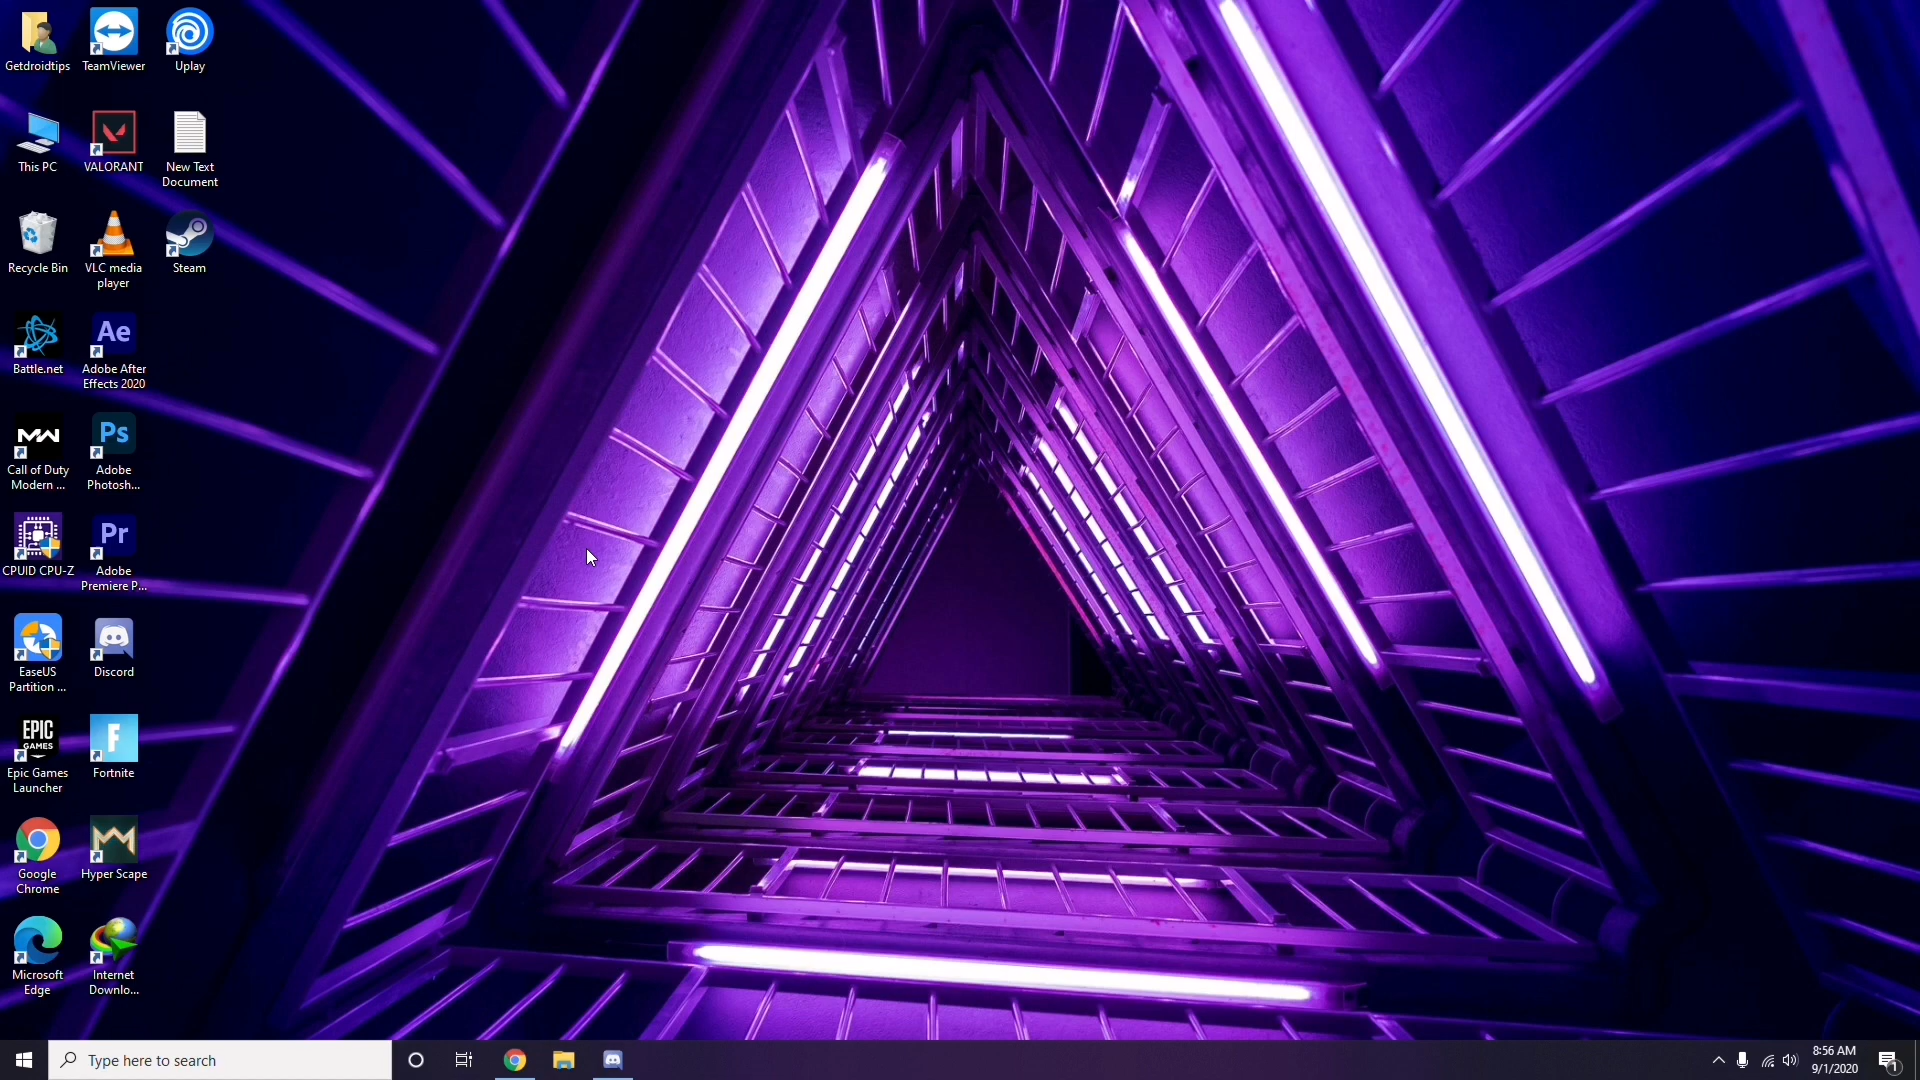 Getdroidtips
TeamViewer
Uplay
This PC
VALORANT
New Text
Document
Recycle Bin
VLC media
player
Steam
Battle.net
Ae
Adobe After
Effects 2020
MW
Call of Duty
Modern ...
Ps
Adobe
Photosh...
CPUID CPU-Z
Pr
Adobe
Premiere P...
EaseUS
Partition ...
Discord
EPIC
GAMES
Epic Games
Launcher
F
Fortnite
Google
Chrome
Hyper Scape
Microsoft
Edge
Internet
Downlo...
Type here to search
8:56 AM
9/1/2020
1